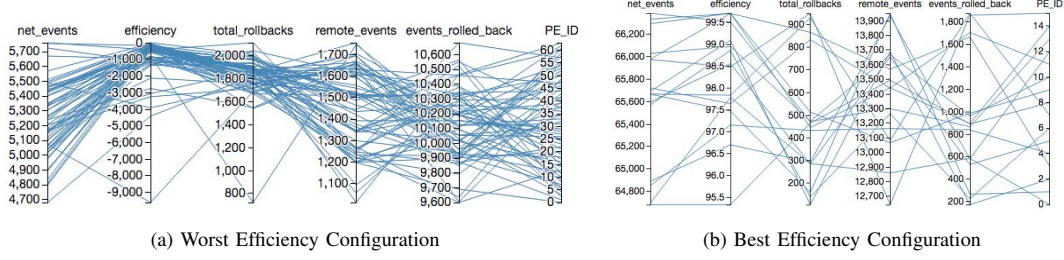 net_events efficiency total_rollbacks remote_events events_rolled_back PE_ID
5,700 5,600 5,500 5,400 5,300 5,200 5,100 5,000 4,900 4,800 4,700
0 -1,000 -2,000 -3,000 -4,000 -5,000 -6,000 -7,000 -8,000 -9,000
2,000 1,800 1,600 1,400 1,200 1,000 800
1,700 1,600 1,500 1,400 1,300 1,200 1,100
10,600 10,500 10,400 10,300 10,200 10,100 10,000 9,900 9,800 9,700 9,600
60 55 50 45 40 35 30 25 20 15 10 5 0
(a) Worst Efficiency Configuration
net_events efficiency total_rollbacks remote_events events_rolled_back PE_ID
66,200 66,000 65,800 65,600 65,400 65,200 65,000 64,800
99.5 99.0 98.5 98.0 97.5 97.0 96.5 96.0 95.5
900 800 700 600 500 400 300 200
13,900 13,800 13,700 13,600 13,500 13,400 13,300 13,200 13,100 13,000 12,900 12,800 12,700
1,800 1,600 1,400 1,200 1,000 800 600 400 200
14 12 10 8 6 4 2 0
(b) Best Efficiency Configuration